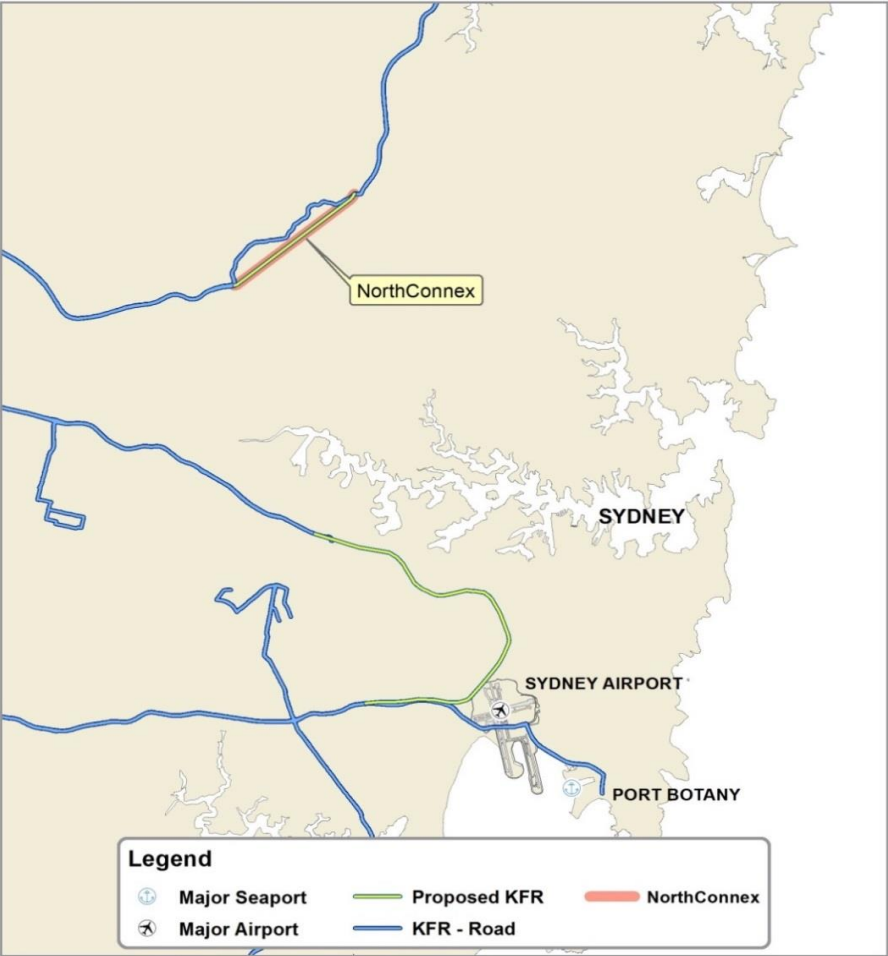 NorthConnex
SYDNEY
SYDNEY AIRPORT
PORT BOTANY
Legend
Major Seaport
Proposed KFR
NorthConnex
Major Airport
KFR - Road